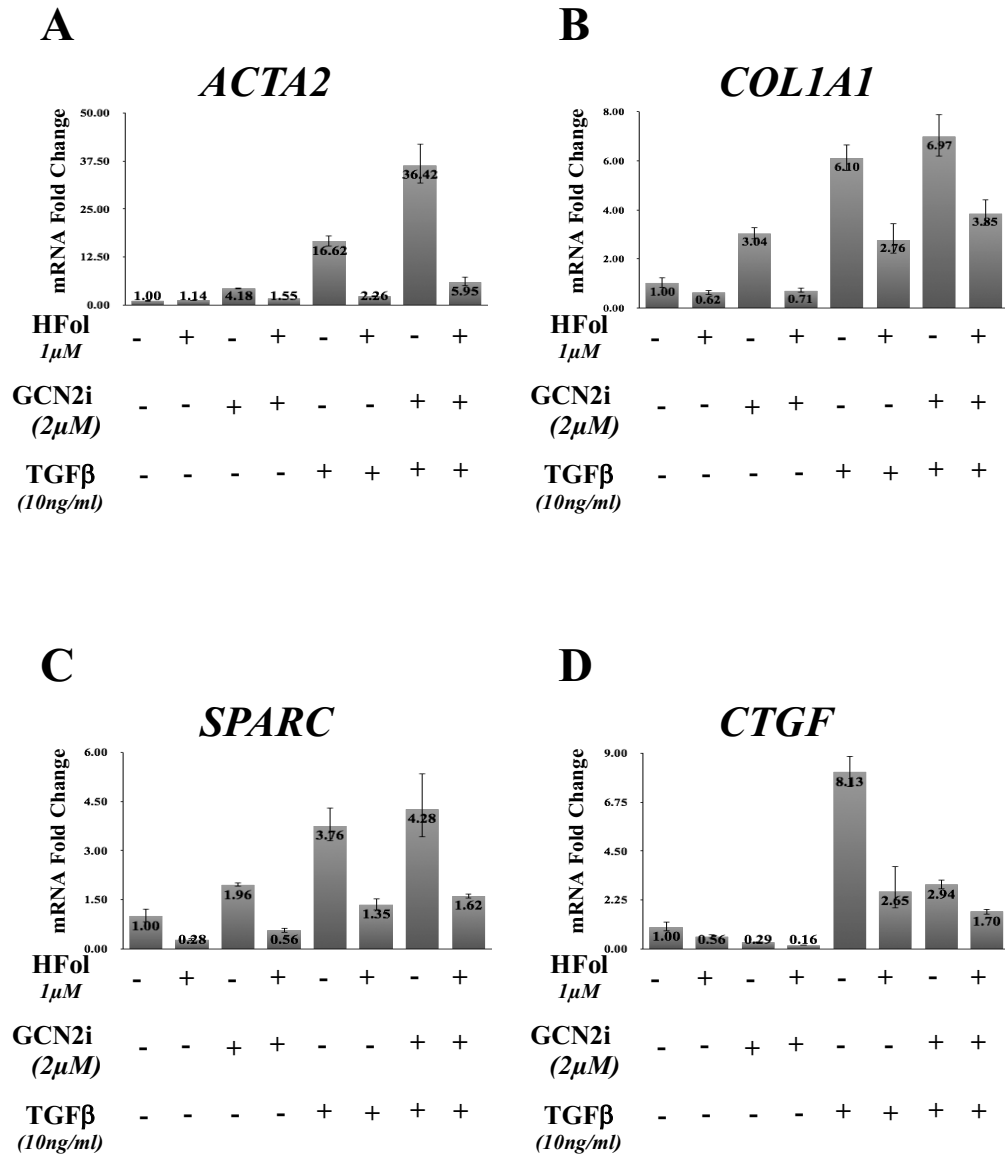 A
ACTA2
mRNA Fold Change
50.00
37.50
25.00
12.50
0.00
1.00 1.14 4.18 1.55 16.62 2.26 36.42 5.95
HFol - + - + - + - +
1μM
GCN2i - - + + - - + +
(2μM)
TGFβ - - - - + + + +
(10ng/ml)
B
COL1A1
mRNA Fold Change
8.00
6.00
4.00
2.00
0.00
1.00 0.62 3.04 0.71 6.10 2.76 6.97 3.85
HFol - + - + - + - +
1μM
GCN2i - - + + - - + +
(2μM)
TGFβ - - - - + + + +
(10ng/ml)
C
SPARC
mRNA Fold Change
6.00
4.50
3.00
1.50
0.00
1.00 0.28 1.96 0.56 3.76 1.35 4.28 1.62
HFol - + - + - + - +
1μM
GCN2i - - + + - - + +
(2μM)
TGFβ - - - - + + + +
(10ng/ml)
D
CTGF
mRNA Fold Change
9.00
6.75
4.50
2.25
0.00
1.00 0.56 0.29 0.16 8.13 2.65 2.94 1.70
HFol - + - + - + - +
1μM
GCN2i - - + + - - + +
(2μM)
TGFβ - - - - + + + +
(10ng/ml)